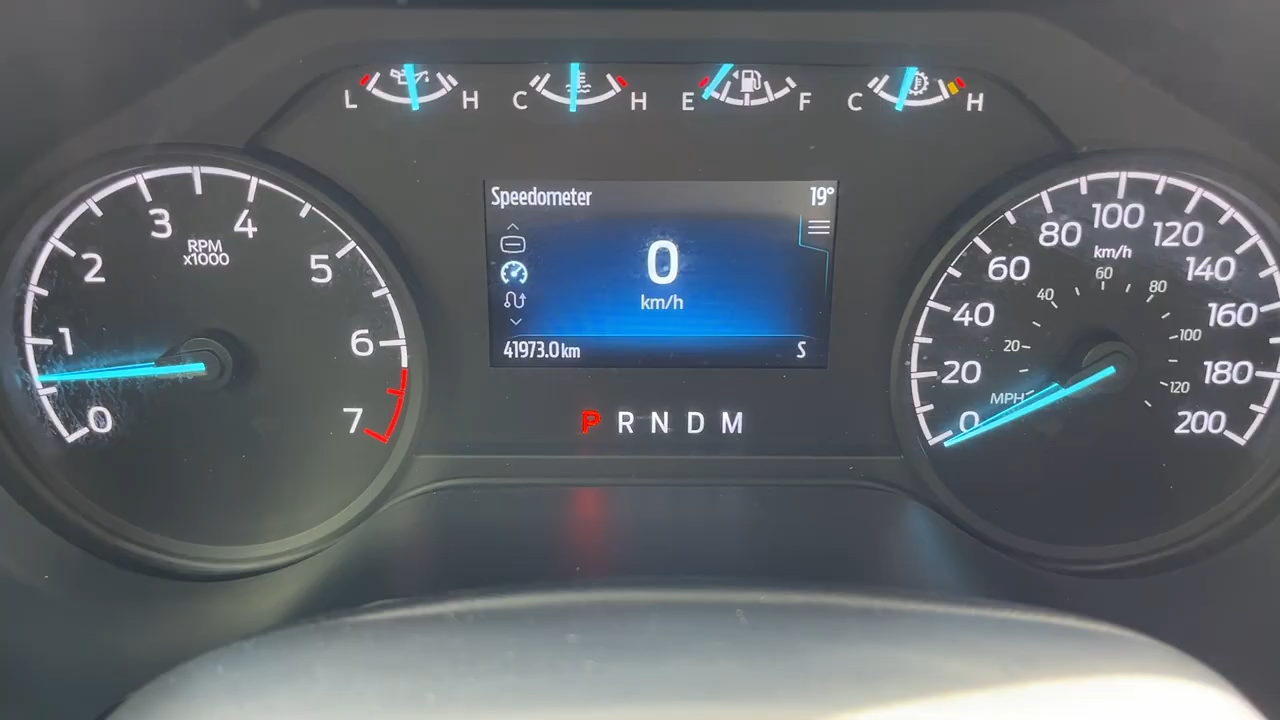 L H C H E F C H
Speedometer 19°
0
km/h
41973.0 km S
P R N D M
0 1 2 3 4 5 6 7
RPM
x1000
0 20 40 60 80 100 120 140 160 180 200
km/h
MPH 20 40 60 80 100 120